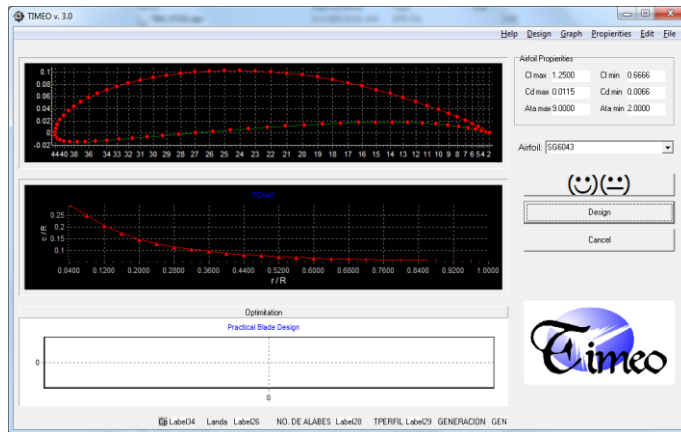 TIMEO v. 3.0
Help Design Graph Propierities Edit File
Airfoil Propierities
Cl max 1.2500 Cl min 0.6666
Cd max 0.0115 Cd min 0.0066
Ata max 9.0000 Ata min 2.0000
0.1
0.08
0.06
0.04
0.02
0
-0.02
4440 38 36 34 33 32 31 30 29 28 27 26 25 24 23 22 21 20 19 18 17 16 15 14 13 12 11 10 9 8 7 6 5 4 2
Airfoil: SG6043
(:)(:|)
Design
Cancel
TChart
0.25
0.2
0.15
0.1
c / R
0.0400 0.1200 0.2000 0.2800 0.3600 0.4400 0.5200 0.6000 0.6800 0.7600 0.8400 0.9200 1.0000
r / R
Optimitation
Practical Blade Design
0
0
Timeo
Cp Label34 Landa Label26 NO. DE ALABES Label28 TPERFIL Label29 GENERACION GEN